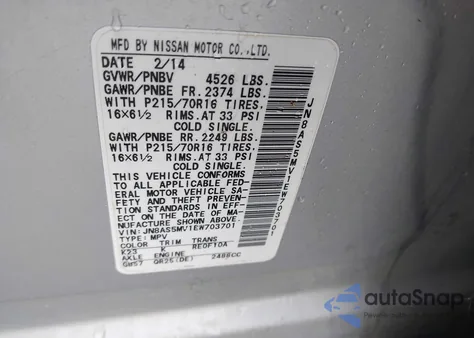 MFD BY NISSAN MOTOR CO.,LTD.
DATE 2/14
GVWR/PNBV 4526 LBS.
GAWR/PNBE FR. 2374 LBS.
WITH P215/70R16 TIRES.
16X6½ RIMS.AT 33 PSI
COLD SINGLE.
GAWR/PNBE RR. 2249 LBS.
WITH P215/70R16 TIRES.
16X6½ RIMS.AT 33 PSI
COLD SINGLE.
THIS VEHICLE CONFORMS
TO ALL APPLICABLE FED-
ERAL MOTOR VEHICLE SA-
FETY AND THEFT PREVEN-
TION STANDARDS IN EFF-
ECT ON THE DATE OF MA-
NUFACTURE SHOWN ABOVE.
VIN:JN8AS5MV1EW703701
TYPE:MPV
COLOR TRIM TRANS
K23 K RE0F10A
AXLE ENGINE
GW57 QR25(DE) 2488CC
JN8AS5MV1EW703701
autoSnap